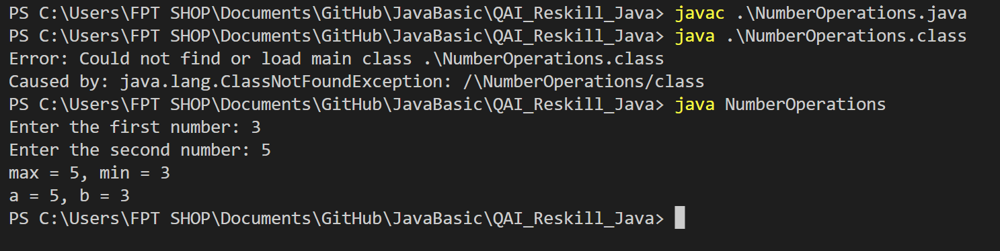 PS C:\Users\FPT SHOP\Documents\GitHub\JavaBasic\QAI_Reskill_Java> javac .\NumberOperations.java
PS C:\Users\FPT SHOP\Documents\GitHub\JavaBasic\QAI_Reskill_Java> java .\NumberOperations.class
Error: Could not find or load main class .\NumberOperations.class
Caused by: java.lang.ClassNotFoundException: /\NumberOperations/class
PS C:\Users\FPT SHOP\Documents\GitHub\JavaBasic\QAI_Reskill_Java> java NumberOperations
Enter the first number: 3
Enter the second number: 5
max = 5, min = 3
a = 5, b = 3
PS C:\Users\FPT SHOP\Documents\GitHub\JavaBasic\QAI_Reskill_Java>